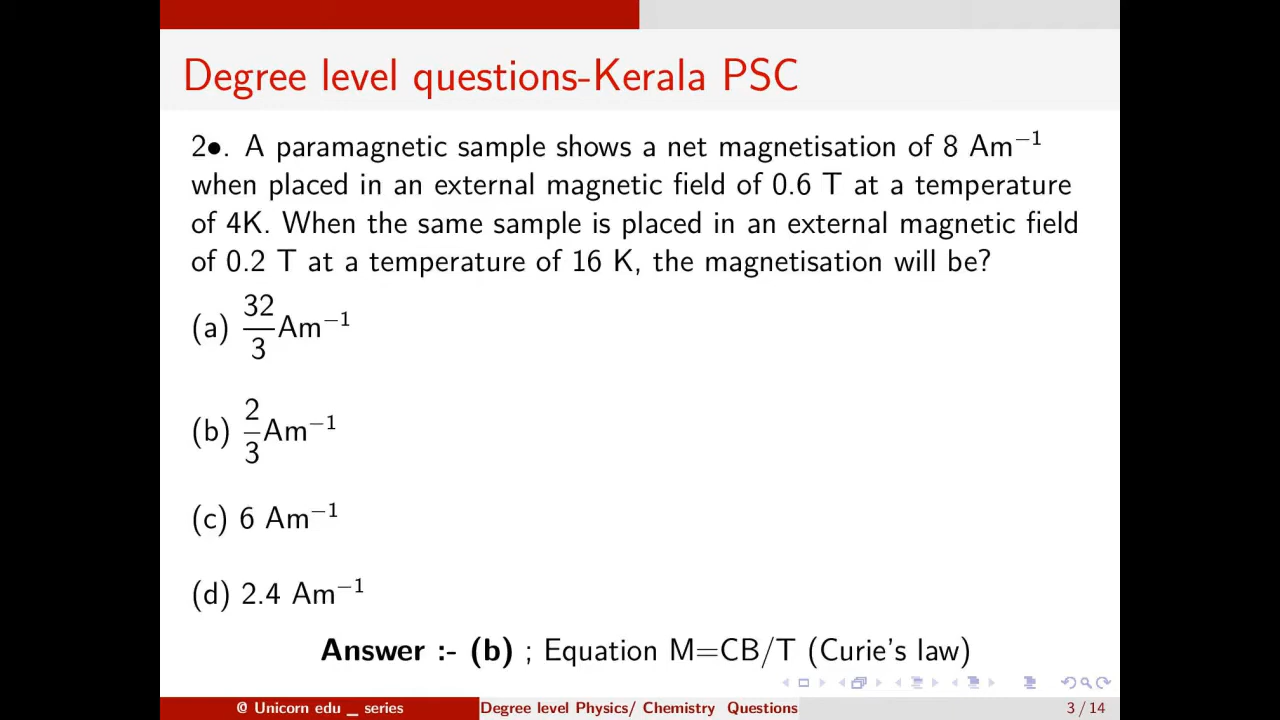 Degree level questions-Kerala PSC
2•. A paramagnetic sample shows a net magnetisation of 8 Am⁻¹
when placed in an external magnetic field of 0.6 T at a temperature
of 4K. When the same sample is placed in an external magnetic field
of 0.2 T at a temperature of 16 K, the magnetisation will be?
(a) 32/3 Am⁻¹
(b) 2/3 Am⁻¹
(c) 6 Am⁻¹
(d) 2.4 Am⁻¹
Answer :- (b) ; Equation M=CB/T (Curie's law)
@ Unicorn edu _ series Degree level Physics/ Chemistry Questions 3 / 14